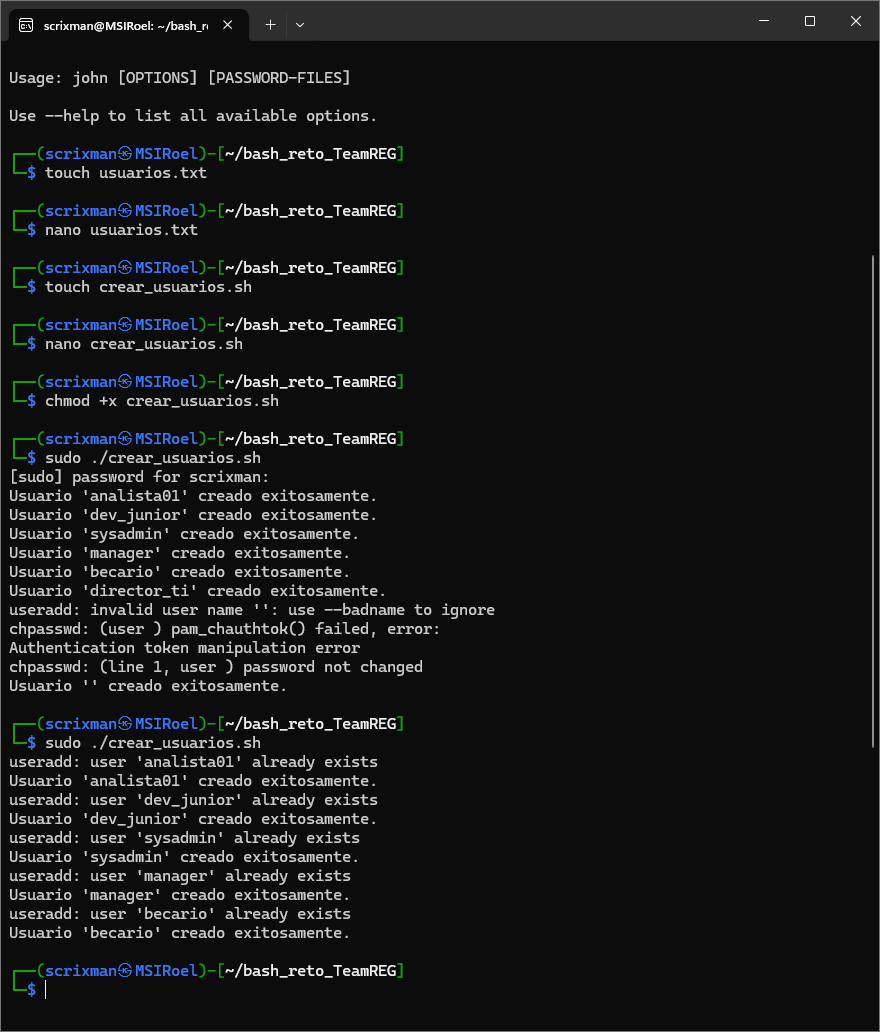 scrixman@MSIRoel: ~/bash_r
Usage: john [OPTIONS] [PASSWORD-FILES]
Use --help to list all available options.
┌──(scrixman㉿MSIRoel)-[~/bash_reto_TeamREG]
└─$ touch usuarios.txt
┌──(scrixman㉿MSIRoel)-[~/bash_reto_TeamREG]
└─$ nano usuarios.txt
┌──(scrixman㉿MSIRoel)-[~/bash_reto_TeamREG]
└─$ touch crear_usuarios.sh
┌──(scrixman㉿MSIRoel)-[~/bash_reto_TeamREG]
└─$ nano crear_usuarios.sh
┌──(scrixman㉿MSIRoel)-[~/bash_reto_TeamREG]
└─$ chmod +x crear_usuarios.sh
┌──(scrixman㉿MSIRoel)-[~/bash_reto_TeamREG]
└─$ sudo ./crear_usuarios.sh
[sudo] password for scrixman:
Usuario 'analista01' creado exitosamente.
Usuario 'dev_junior' creado exitosamente.
Usuario 'sysadmin' creado exitosamente.
Usuario 'manager' creado exitosamente.
Usuario 'becario' creado exitosamente.
Usuario 'director_ti' creado exitosamente.
useradd: invalid user name '': use --badname to ignore
chpasswd: (user ) pam_chauthtok() failed, error:
Authentication token manipulation error
chpasswd: (line 1, user ) password not changed
Usuario '' creado exitosamente.
┌──(scrixman㉿MSIRoel)-[~/bash_reto_TeamREG]
└─$ sudo ./crear_usuarios.sh
useradd: user 'analista01' already exists
Usuario 'analista01' creado exitosamente.
useradd: user 'dev_junior' already exists
Usuario 'dev_junior' creado exitosamente.
useradd: user 'sysadmin' already exists
Usuario 'sysadmin' creado exitosamente.
useradd: user 'manager' already exists
Usuario 'manager' creado exitosamente.
useradd: user 'becario' already exists
Usuario 'becario' creado exitosamente.
┌──(scrixman㉿MSIRoel)-[~/bash_reto_TeamREG]
└─$